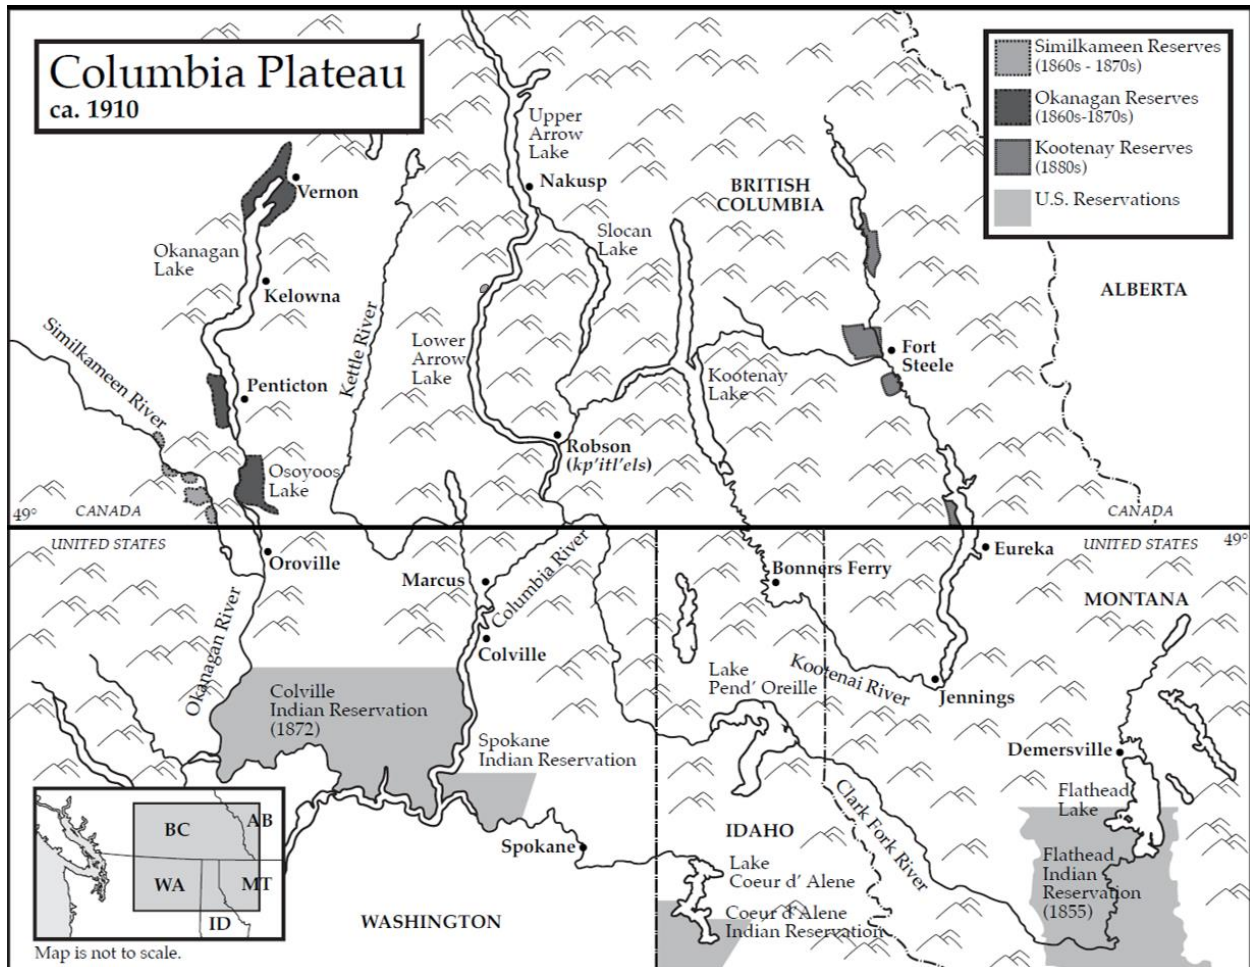 Columbia Plateau
ca. 1910
Similkameen Reserves
(1860s - 1870s)
Okanagan Reserves
(1860s-1870s)
Kootenay Reserves
(1880s)
U.S. Reservations
Upper
Arrow
Lake
Vernon
Nakusp
BRITISH
COLUMBIA
Slocan
Lake
Okanagan
Lake
Kelowna
ALBERTA
Similkameen River
Kettle River
Lower
Arrow
Lake
Fort
Steele
Penticton
Kootenay
Lake
Robson
(kp'itl'els)
Osoyoos
Lake
49°
CANADA
CANADA
UNITED STATES
UNITED STATES
49°
Oroville
Marcus
Columbia River
Bonners Ferry
Eureka
MONTANA
Colville
Okanagan River
Lake
Pend' Oreille
Kootenai River
Jennings
Colville
Indian Reservation
(1872)
Spokane
Indian Reservation
Demersville
Flathead
Lake
Clark Fork River
BC
AB
WA
MT
ID
Spokane
IDAHO
Flathead
Indian
Reservation
(1855)
Lake
Coeur d' Alene
Coeur d'Alene
Indian Reservation
WASHINGTON
Map is not to scale.